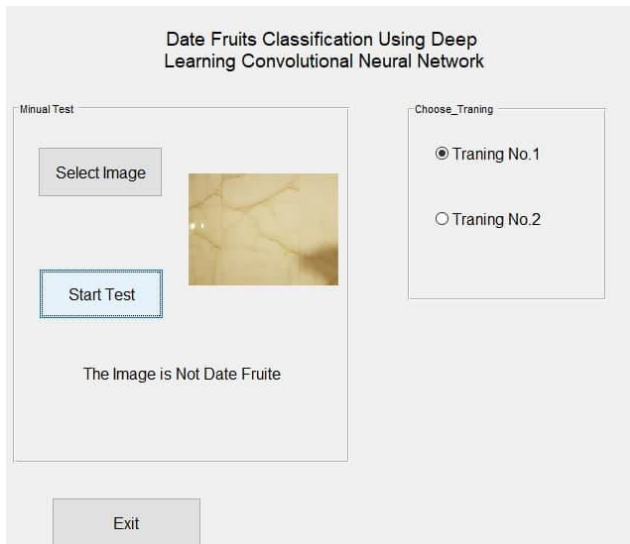 Date Fruits Classification Using Deep
Learning Convolutional Neural Network
Minual Test
Select Image
Start Test
The Image is Not Date Fruite
Choose_Traning
Traning No.1
Traning No.2
Exit